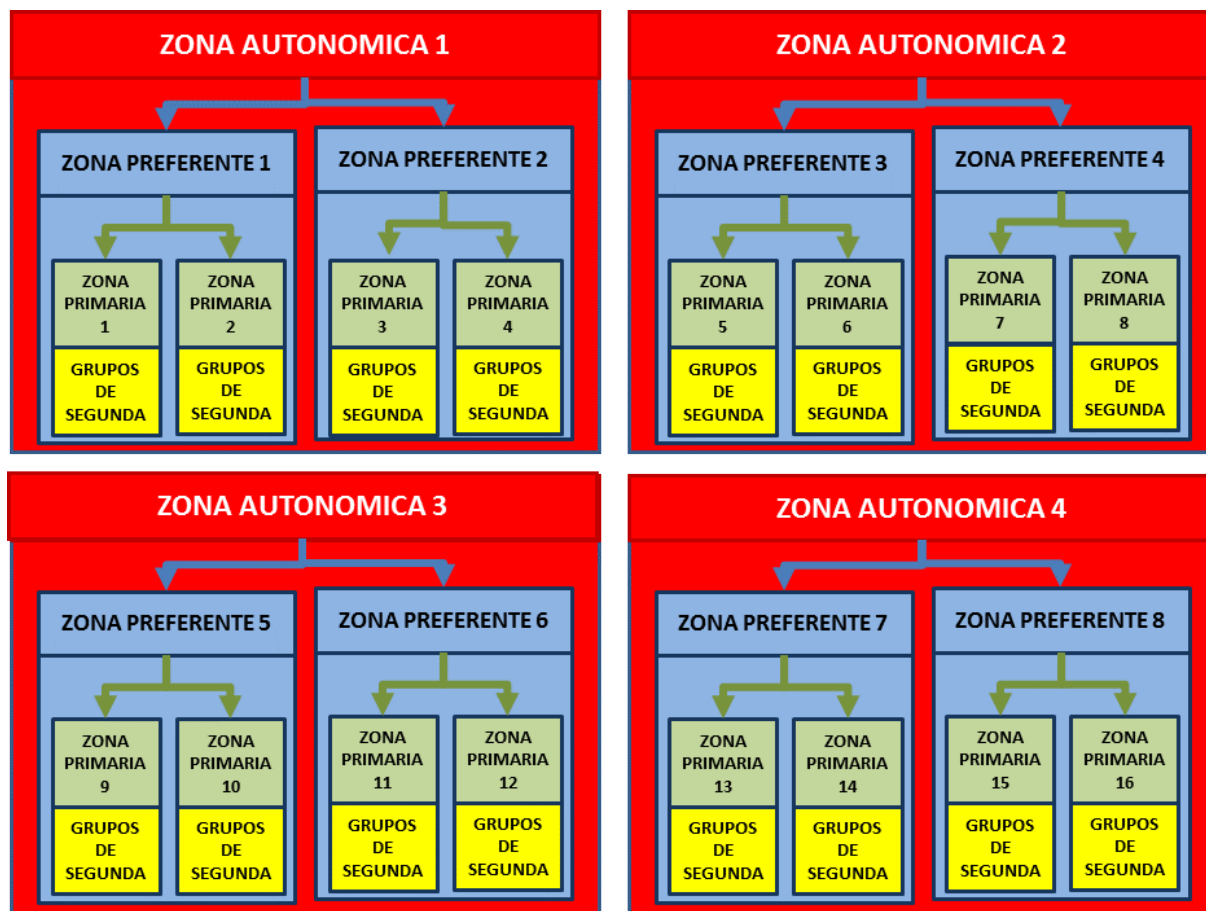 ZONA AUTONOMICA 1
ZONA PREFERENTE 1
ZONA
PRIMARIA
1
GRUPOS
DE
SEGUNDA
ZONA
PRIMARIA
2
GRUPOS
DE
SEGUNDA
ZONA PREFERENTE 2
ZONA
PRIMARIA
3
GRUPOS
DE
SEGUNDA
ZONA
PRIMARIA
4
GRUPOS
DE
SEGUNDA
ZONA AUTONOMICA 2
ZONA PREFERENTE 3
ZONA
PRIMARIA
5
GRUPOS
DE
SEGUNDA
ZONA
PRIMARIA
6
GRUPOS
DE
SEGUNDA
ZONA PREFERENTE 4
ZONA
PRIMARIA
7
GRUPOS
DE
SEGUNDA
ZONA
PRIMARIA
8
GRUPOS
DE
SEGUNDA
ZONA AUTONOMICA 3
ZONA PREFERENTE 5
ZONA
PRIMARIA
9
GRUPOS
DE
SEGUNDA
ZONA
PRIMARIA
10
GRUPOS
DE
SEGUNDA
ZONA PREFERENTE 6
ZONA
PRIMARIA
11
GRUPOS
DE
SEGUNDA
ZONA
PRIMARIA
12
GRUPOS
DE
SEGUNDA
ZONA AUTONOMICA 4
ZONA PREFERENTE 7
ZONA
PRIMARIA
13
GRUPOS
DE
SEGUNDA
ZONA
PRIMARIA
14
GRUPOS
DE
SEGUNDA
ZONA PREFERENTE 8
ZONA
PRIMARIA
15
GRUPOS
DE
SEGUNDA
ZONA
PRIMARIA
16
GRUPOS
DE
SEGUNDA